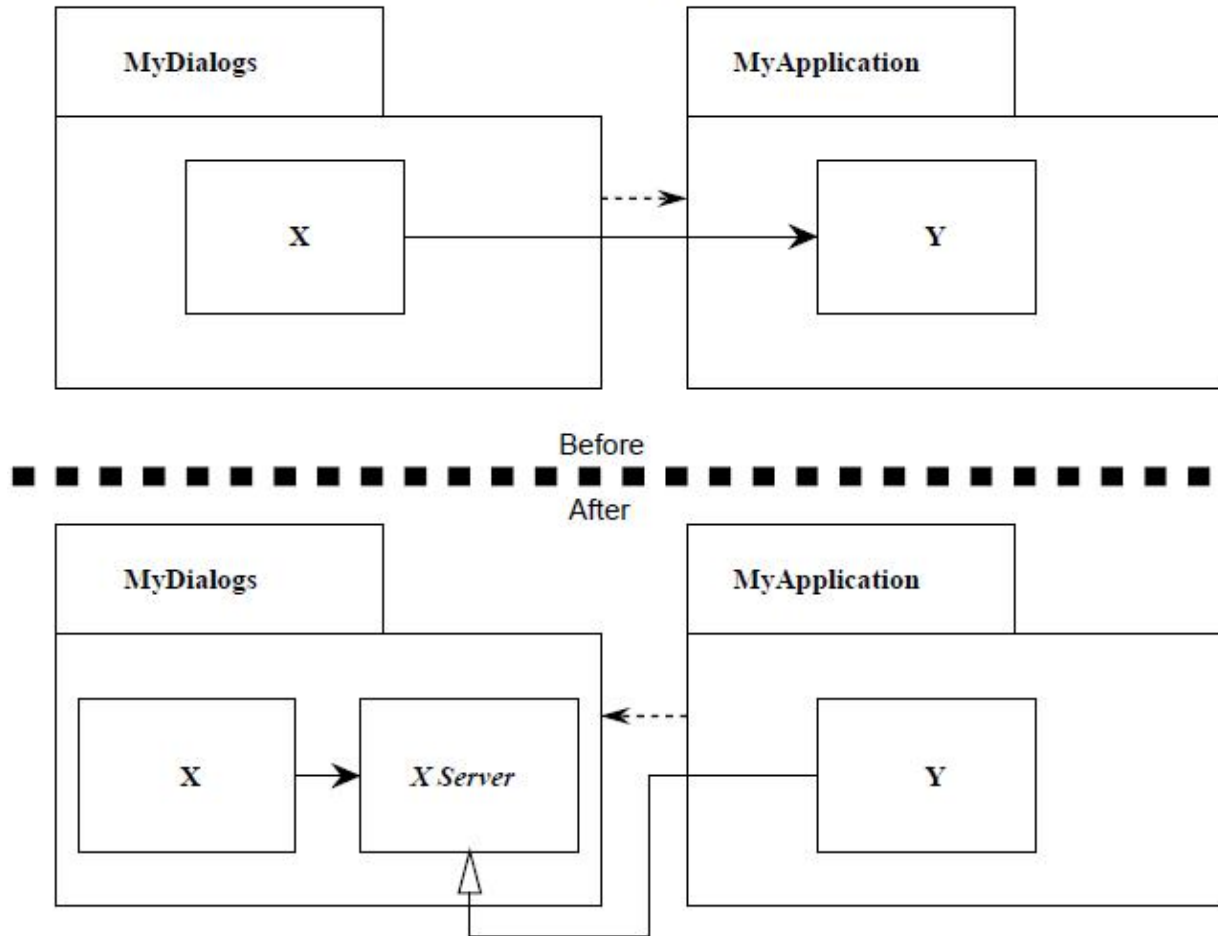 MyDialogs
MyApplication
X
Y
Before
After
MyDialogs
MyApplication
X
X Server
Y